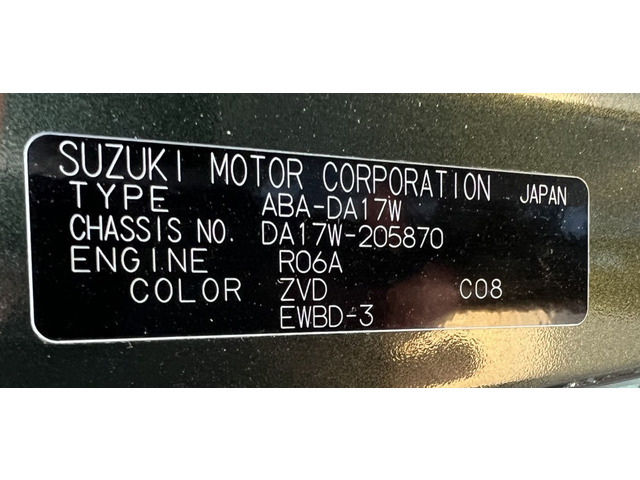 SUZUKI MOTOR CORPORATION JAPAN
TYPE ABA-DA17W
CHASSIS NO. DA17W-205870
ENGINE R06A
COLOR ZVD C08
EWBD-3